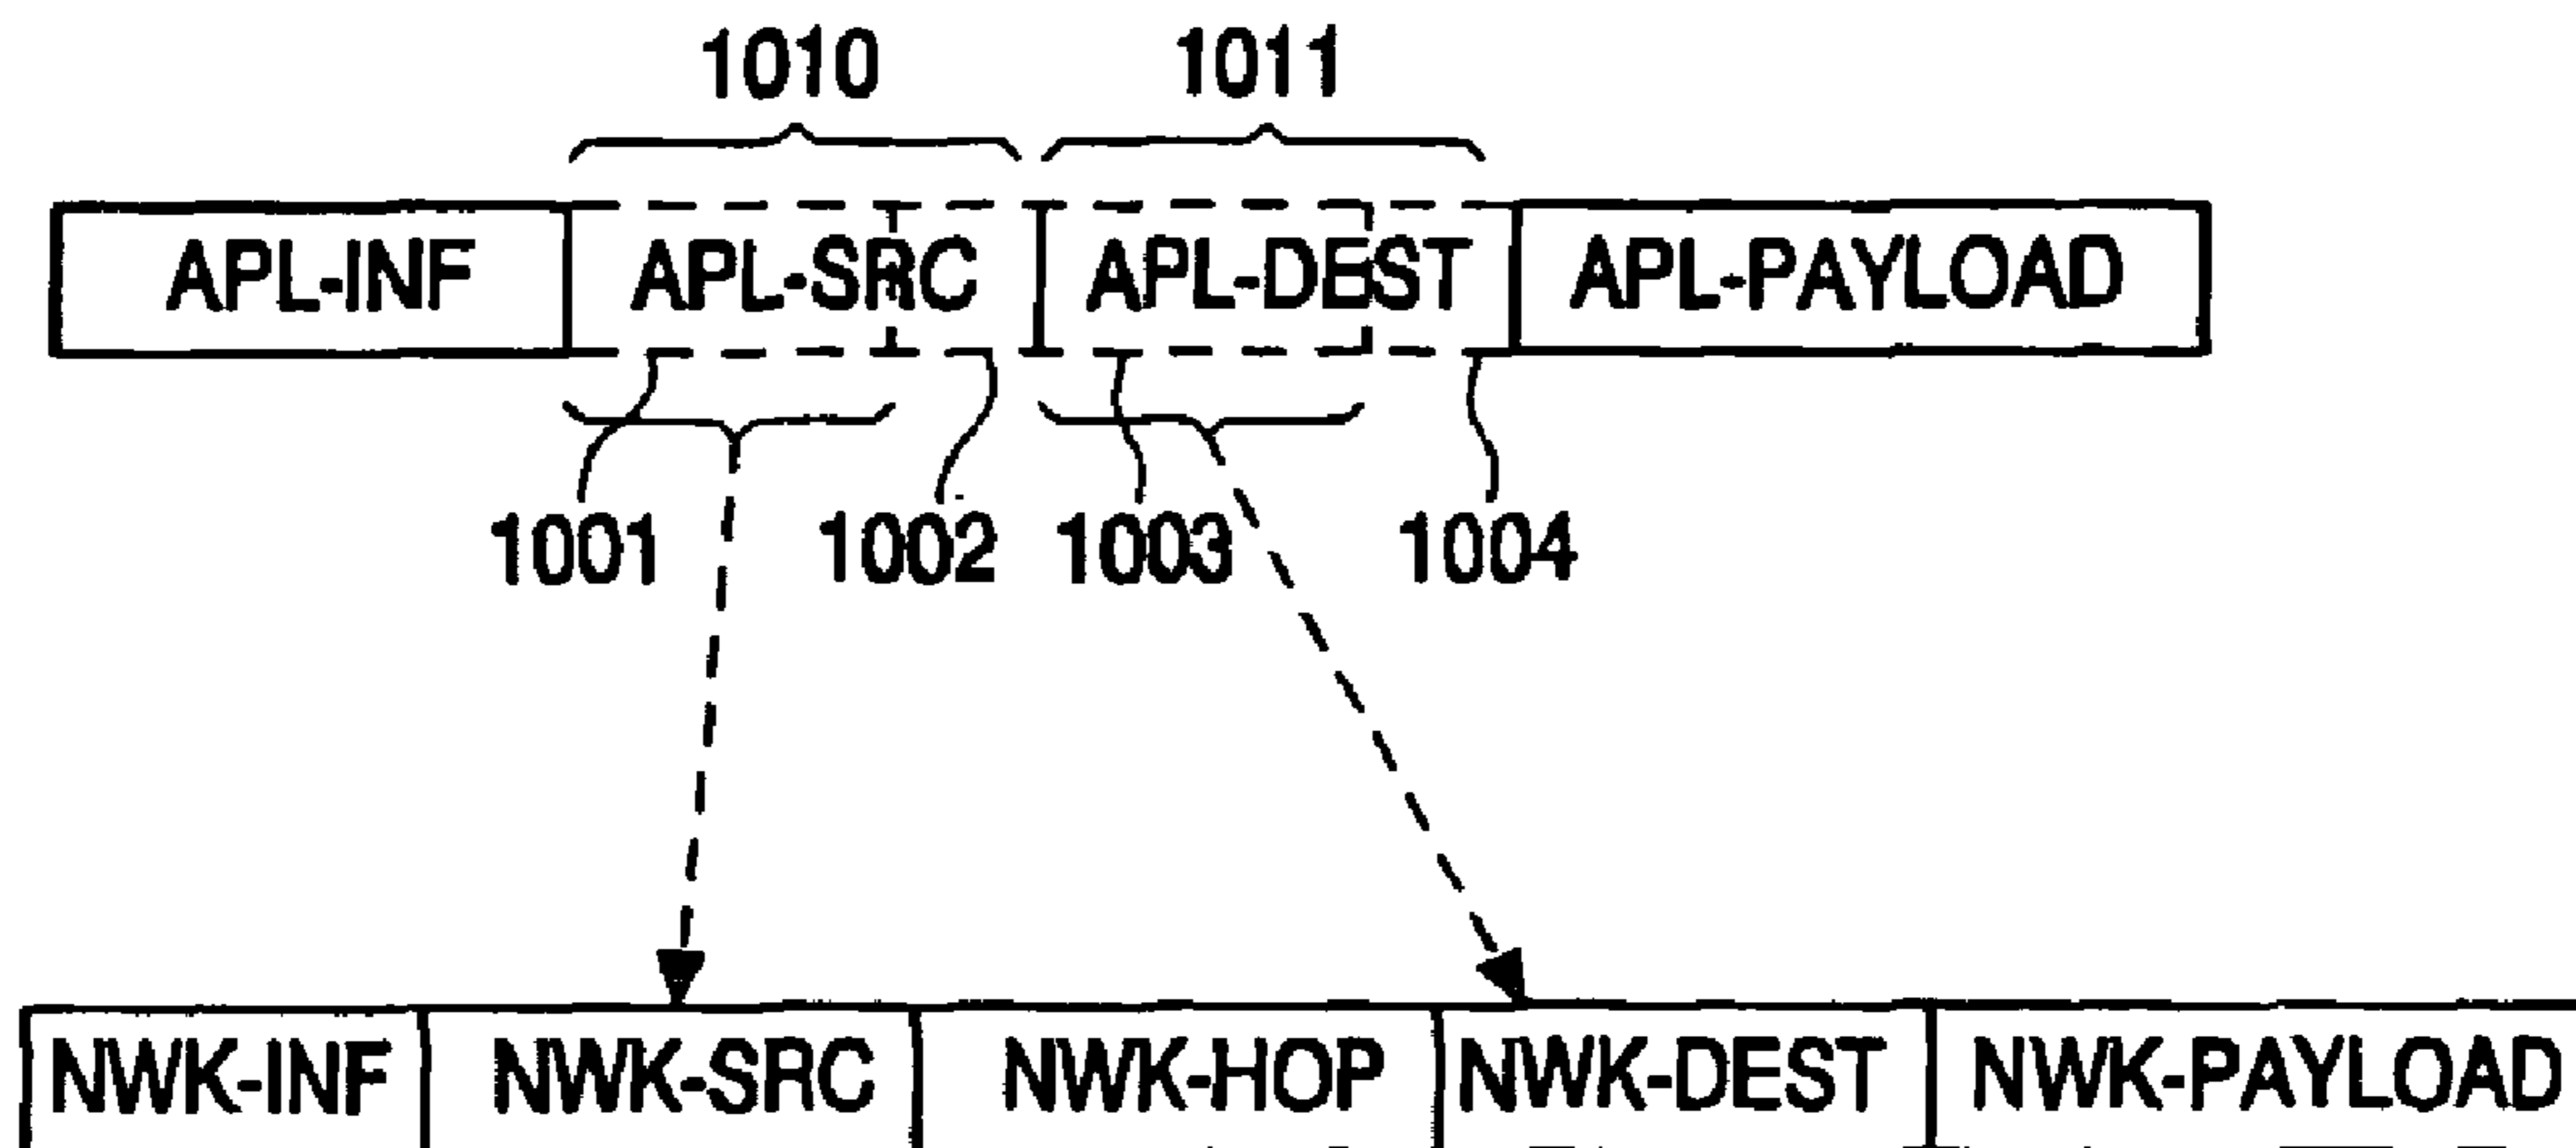 1010 1011
APL-INF APL-SRC APL-DEST APL-PAYLOAD
1001 1002 1003 1004
NWK-INF NWK-SRC NWK-HOP NWK-DEST NWK-PAYLOAD